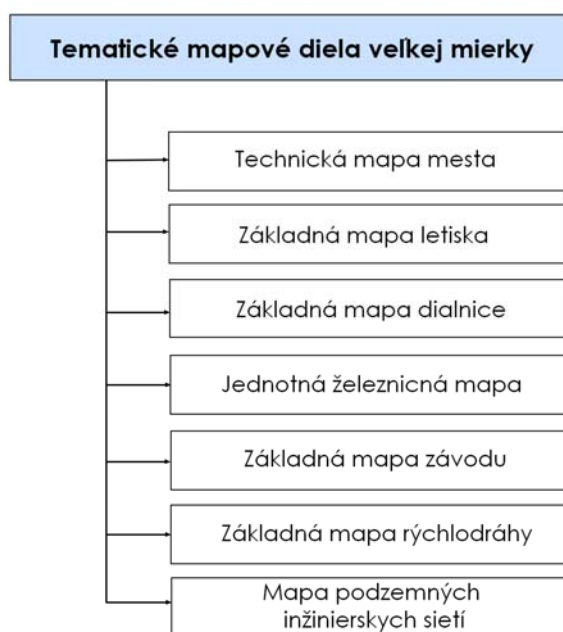 Tematické mapové diela veľkej mierky
Technická mapa mesta
Základná mapa letiska
Základná mapa dialnice
Jednotná železnicná mapa
Základná mapa závodu
Základná mapa rýchlodráhy
Mapa podzemných
inžinierskych sietí